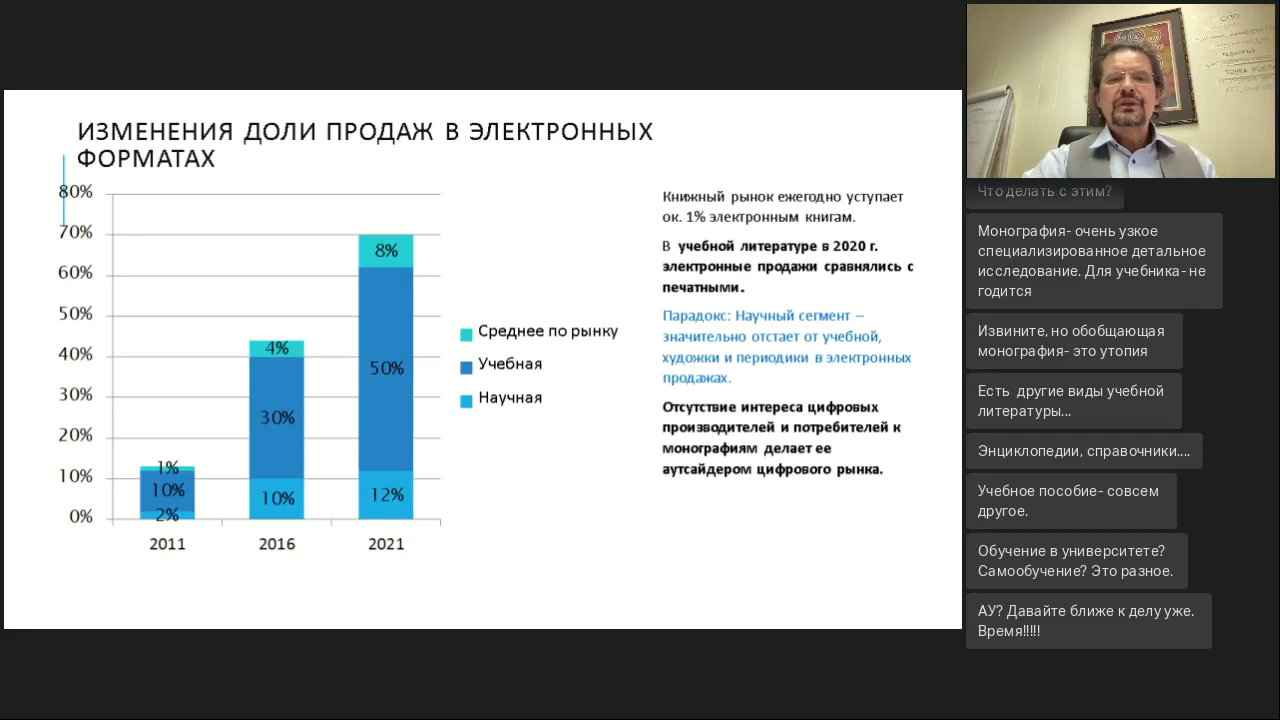 ИЗМЕНЕНИЯ ДОЛИ ПРОДАЖ В ЭЛЕКТРОННЫХ
ФОРМАТАХ
80%
70%
60%
50%
40%
30%
20%
10%
0%
1%
10%
2%
4%
30%
10%
8%
50%
12%
2011
2016
2021
Среднее по рынку
Учебная
Научная
Книжный рынок ежегодно уступает
ок. 1% электронным книгам.
В учебной литературе в 2020 г.
электронные продажи сравнялись с
печатными.
Парадокс: Научный сегмент –
значительно отстает от учебной,
художки и периодики в электронных
продажах.
Отсутствие интереса цифровых
производителей и потребителей к
монографиям делает ее
аутсайдером цифрового рынка.
СПО
ТОЧКА РОСТА
Что делать с этим?
Монография- очень узкое
специализированное детальное
исследование. Для учебника- не
годится
Извините, но обобщающая
монография- это утопия
Есть другие виды учебной
литературы...
Энциклопедии, справочники....
Учебное пособие- совсем
другое.
Обучение в университете?
Самообучение? Это разное.
АУ? Давайте ближе к делу уже.
Время!!!!!